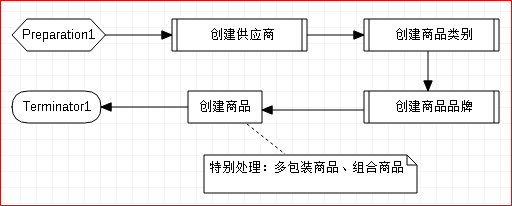 Preparation1
创建供应商
创建商品类别
Terminator1
创建商品
创建商品品牌
特别处理：多包装商品、组合商品